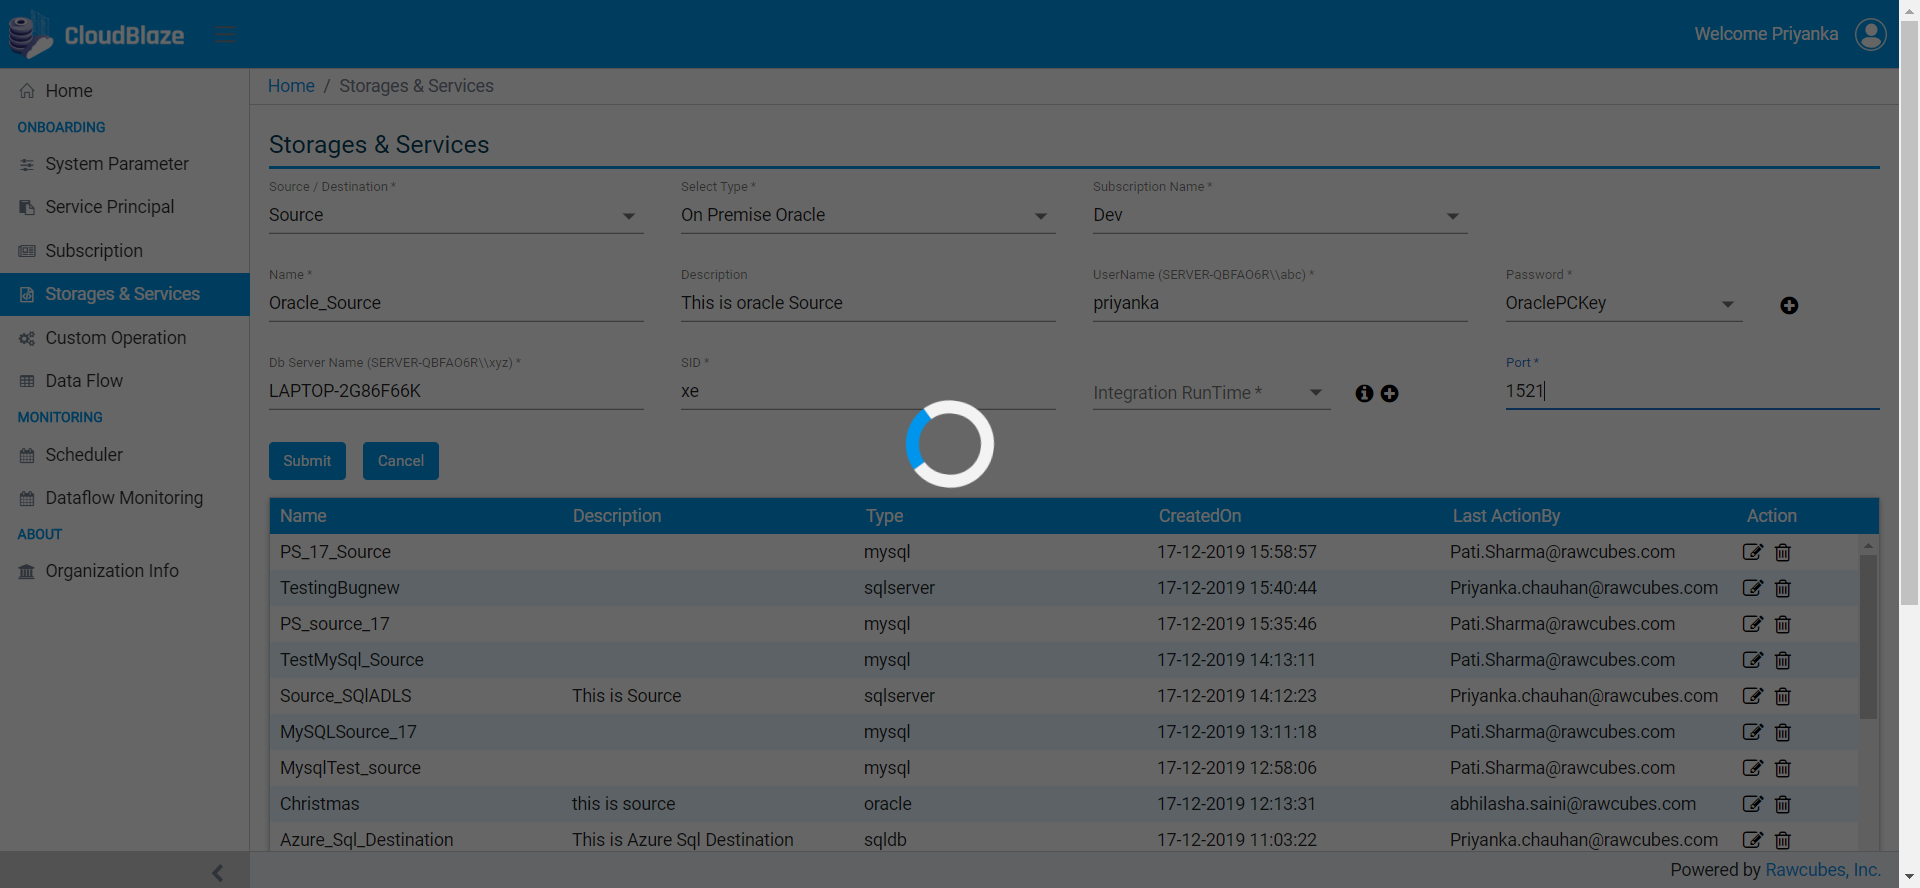 CloudBlaze
Welcome Priyanka
Home
ONBOARDING
System Parameter
Service Principal
Subscription
Storages & Services
Custom Operation
Data Flow
MONITORING
Scheduler
Dataflow Monitoring
ABOUT
Organization Info
Home / Storages & Services
Storages & Services
Source / Destination * Select Type * Subscription Name *
Source On Premise Oracle Dev
Name * Description UserName (SERVER-QBFAO6R\\abc) * Password *
Oracle_Source This is oracle Source priyanka OraclePCKey
Db Server Name (SERVER-QBFAO6R\\xyz) * SID * Port *
LAPTOP-2G86F66K xe Integration RunTime * 1521
Submit Cancel
Name Description Type CreatedOn Last ActionBy Action
PS_17_Source mysql 17-12-2019 15:58:57 Pati.Sharma@rawcubes.com
TestingBugnew sqlserver 17-12-2019 15:40:44 Priyanka.chauhan@rawcubes.com
PS_source_17 mysql 17-12-2019 15:35:46 Pati.Sharma@rawcubes.com
TestMySql_Source mysql 17-12-2019 14:13:11 Pati.Sharma@rawcubes.com
Source_SQlADLS This is Source sqlserver 17-12-2019 14:12:23 Priyanka.chauhan@rawcubes.com
MySQLSource_17 mysql 17-12-2019 13:11:18 Pati.Sharma@rawcubes.com
MysqlTest_source mysql 17-12-2019 12:58:06 Pati.Sharma@rawcubes.com
Christmas this is source oracle 17-12-2019 12:13:31 abhilasha.saini@rawcubes.com
Azure_Sql_Destination This is Azure Sql Destination sqldb 17-12-2019 11:03:22 Priyanka.chauhan@rawcubes.com
Powered by Rawcubes, Inc.